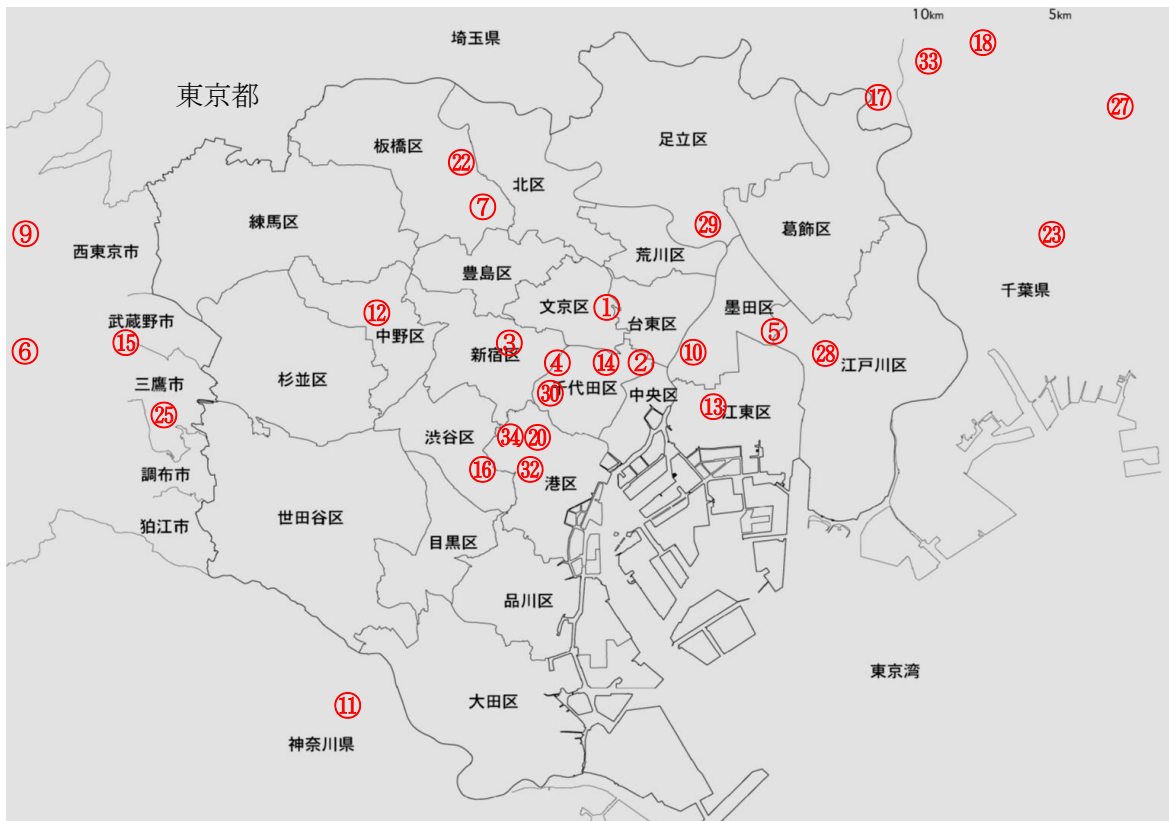 10km 5km
埼玉県 ⑱
㉝
東京都 ⑰ ㉗
足立区
板橋区 ㉒
北区
⑦
練馬区 ㉙ 葛飾区
⑨ 西東京市 荒川区 ㉓
豊島区 千葉県
武蔵野市 ⑫ 文京区 ① 墨田区
中野区 台東区 ⑤
⑥ ⑮ 新宿区 ③ ④ ⑭ ② ⑩ ㉘ 江戸川区
三鷹市 杉並区 ㉚ 千代田区 中央区
㉕ ⑬ 江東区
渋谷区 ㉞ ⑳
調布市 ⑯ ㉜ 港区
狛江市 世田谷区
目黒区
品川区
東京湾
⑪ 大田区
神奈川県